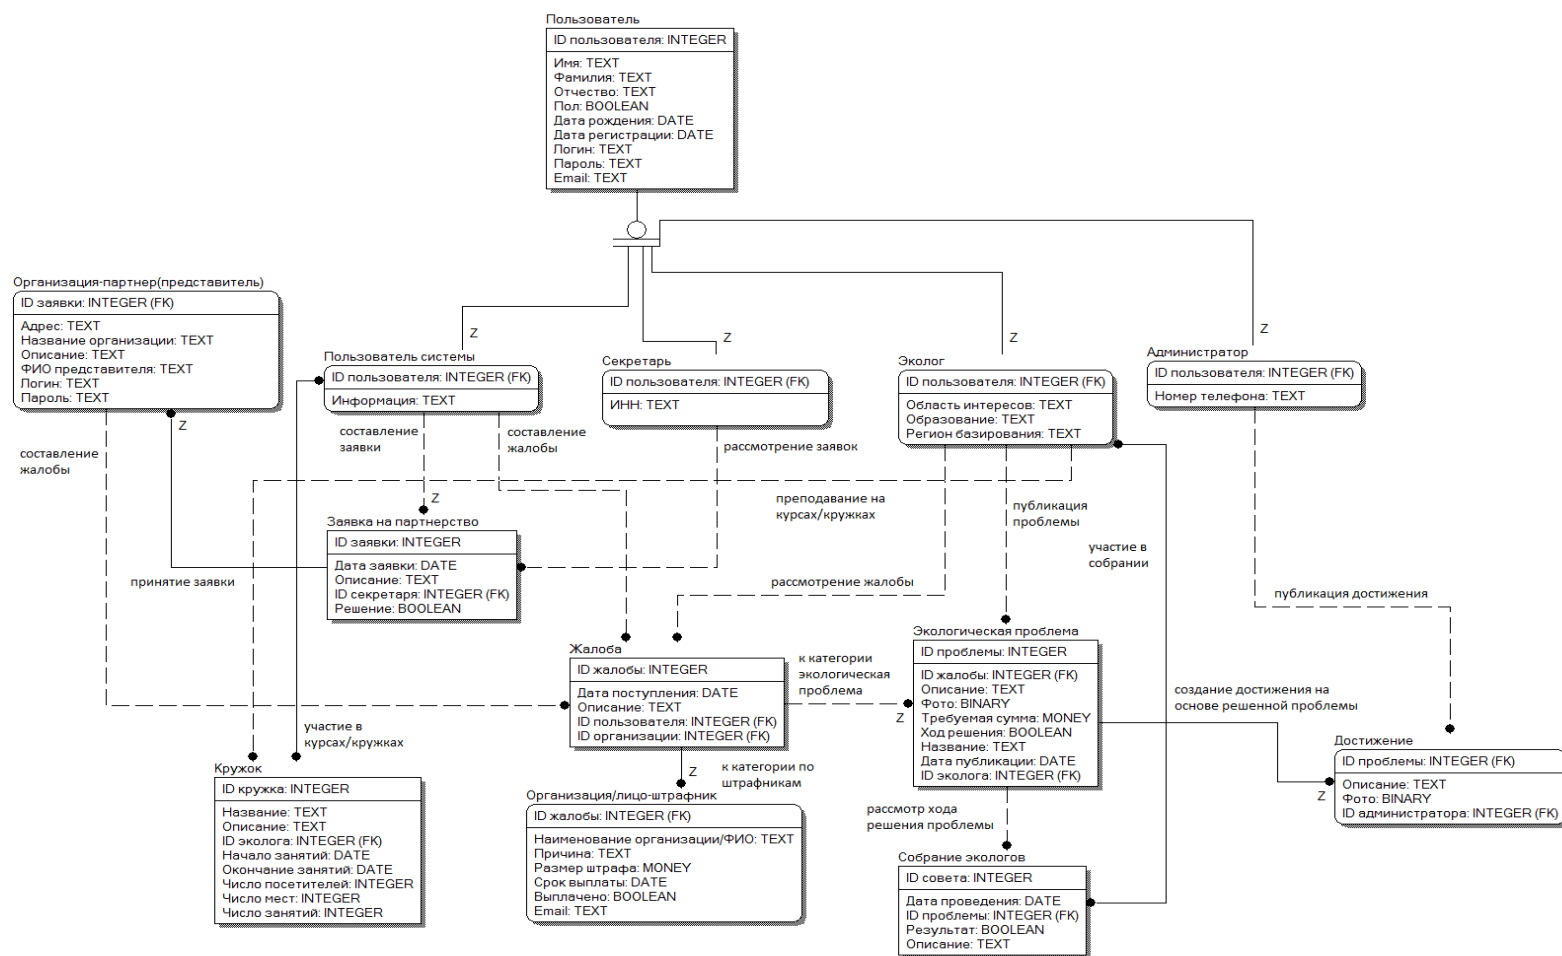 Пользователь
ID пользователя: INTEGER
Имя: TEXT
Фамилия: TEXT
Отчество: TEXT
Пол: BOOLEAN
Дата рождения: DATE
Дата регистрации: DATE
Логин: TEXT
Пароль: TEXT
Email: TEXT
Организация-партнер(представитель)
ID заявки: INTEGER (FK)
Адрес: TEXT
Название организации: TEXT
Описание: TEXT
ФИО представителя: TEXT
Логин: TEXT
Пароль: TEXT
Z
Пользователь системы
ID пользователя: INTEGER (FK)
Информация: TEXT
Z
Секретарь
ID пользователя: INTEGER (FK)
ИНН: TEXT
Z
Эколог
ID пользователя: INTEGER (FK)
Область интересов: TEXT
Образование: TEXT
Регион базирования: TEXT
Z
Администратор
ID пользователя: INTEGER (FK)
Номер телефона: TEXT
Z
составление
жалобы
составление
заявки
составление
жалобы
рассмотрение заявок
преподавание на
курсах/кружках
публикация
проблемы
участие в
собрании
Z
Заявка на партнерство
ID заявки: INTEGER
Дата заявки: DATE
Описание: TEXT
ID секретаря: INTEGER (FK)
Решение: BOOLEAN
принятие заявки
рассмотрение жалобы
публикация достижения
Жалоба
ID жалобы: INTEGER
Дата поступления: DATE
Описание: TEXT
ID пользователя: INTEGER (FK)
ID организации: INTEGER (FK)
к категории
экологическая
проблема
Z
Экологическая проблема
ID проблемы: INTEGER
ID жалобы: INTEGER (FK)
Описание: TEXT
Фото: BINARY
Требуемая сумма: MONEY
Ход решения: BOOLEAN
Название: TEXT
Дата публикации: DATE
ID эколога: INTEGER (FK)
создание достижения на
основе решенной проблемы
Z
Достижение
ID проблемы: INTEGER (FK)
Описание: TEXT
Фото: BINARY
ID администратора: INTEGER (FK)
участие в
курсах/кружках
Кружок
ID кружка: INTEGER
Название: TEXT
Описание: TEXT
ID эколога: INTEGER (FK)
Начало занятий: DATE
Окончание занятий: DATE
Число посетителей: INTEGER
Число мест: INTEGER
Число занятий: INTEGER
Z
к категории по
штрафникам
Организация/лицо-штрафник
ID жалобы: INTEGER (FK)
Наименование организации/ФИО: TEXT
Причина: TEXT
Размер штрафа: MONEY
Срок выплаты: DATE
Выплачено: BOOLEAN
Email: TEXT
рассмотр хода
решения проблемы
Собрание экологов
ID совета: INTEGER
Дата проведения: DATE
ID проблемы: INTEGER (FK)
Результат: BOOLEAN
Описание: TEXT